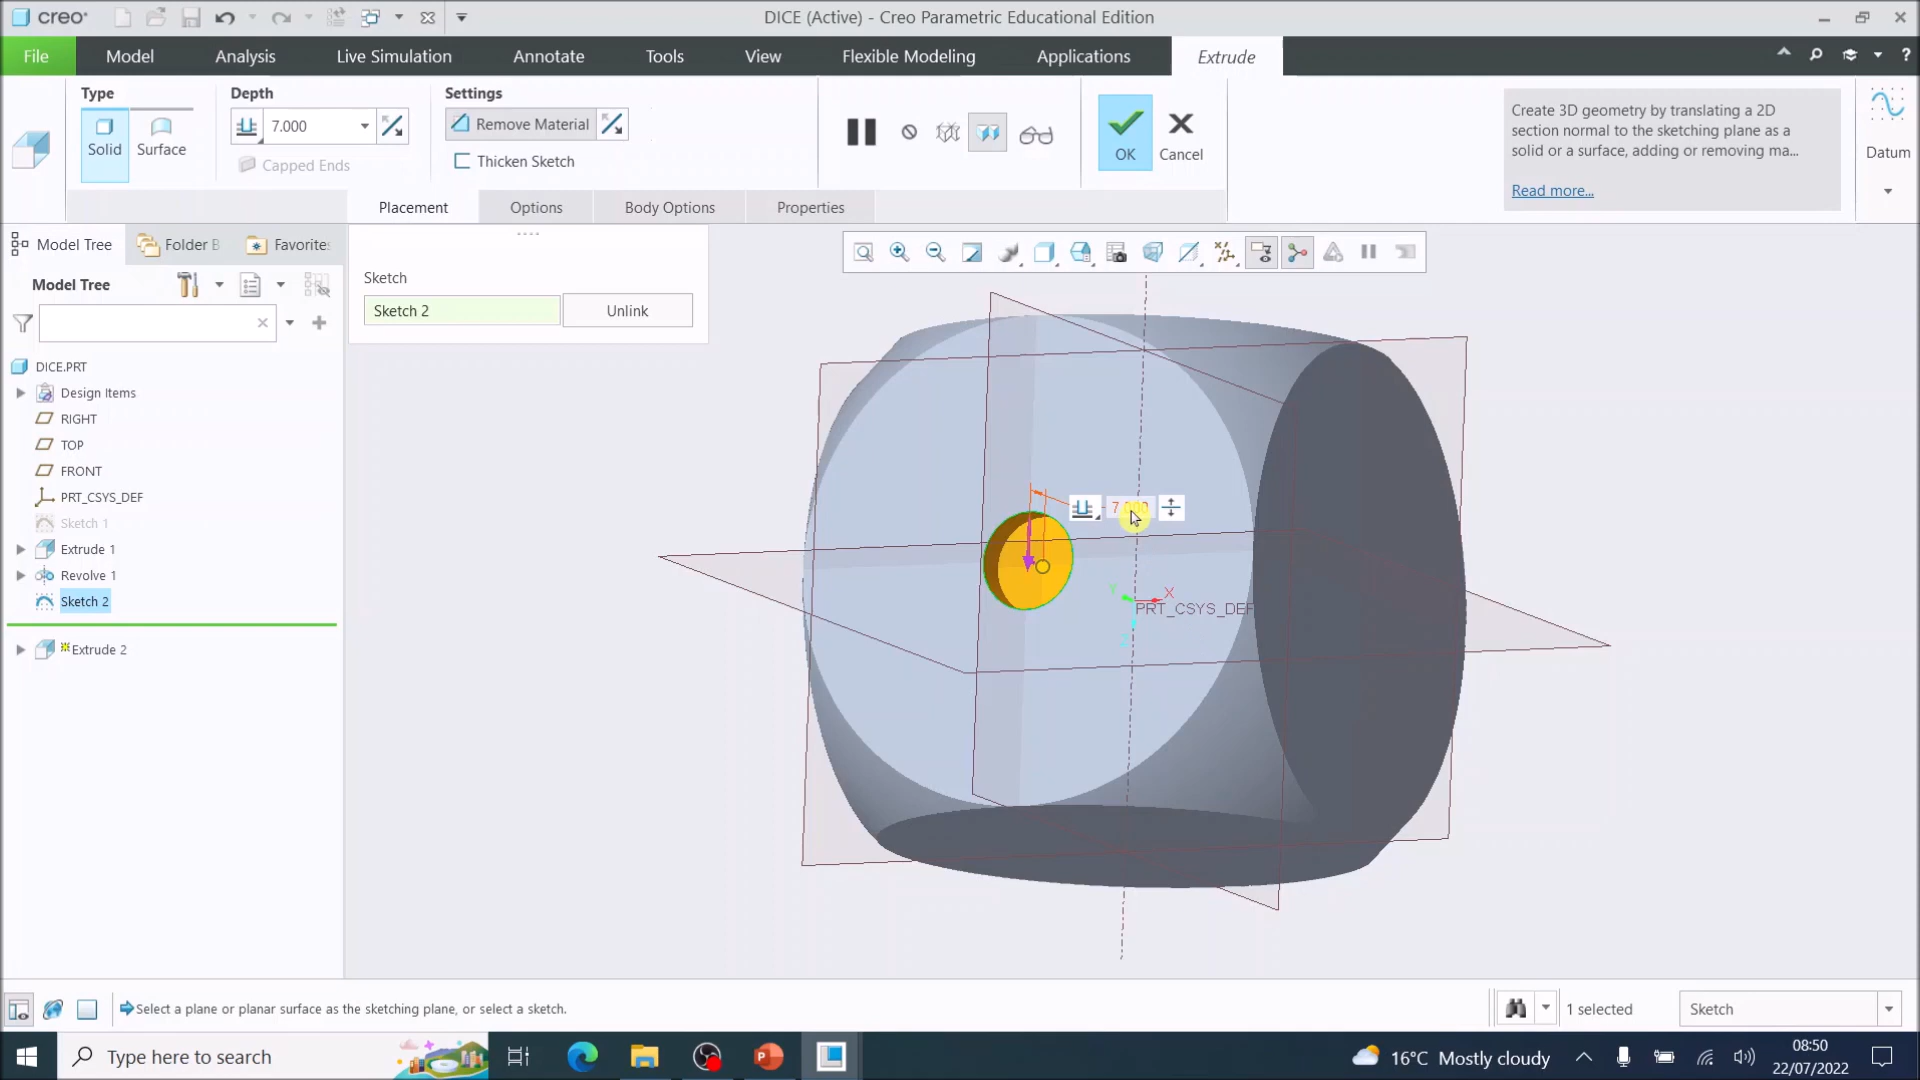 creo
DICE (Active) - Creo Parametric Educational Edition
File
Model
Analysis
Live Simulation
Annotate
Tools
View
Flexible Modeling
Applications
Extrude
Type
Depth
Settings
Solid
Surface
7.000
Capped Ends
Remove Material
Thicken Sketch
OK
Cancel
Create 3D geometry by translating a 2D
section normal to the sketching plane as a
solid or a surface, adding or removing ma...
Read more...
Datum
Placement
Options
Body Options
Properties
Model Tree
Folder B
Favorites
Model Tree
Sketch
Sketch 2
Unlink
DICE.PRT
Design Items
RIGHT
TOP
FRONT
PRT_CSYS_DEF
Sketch 1
Extrude 1
Revolve 1
Sketch 2
Extrude 2
7.000
Y
X
PRT_CSYS_DEF
Z
Select a plane or planar surface as the sketching plane, or select a sketch.
1 selected
Sketch
Type here to search
16°C Mostly cloudy
08:50
22/07/2022